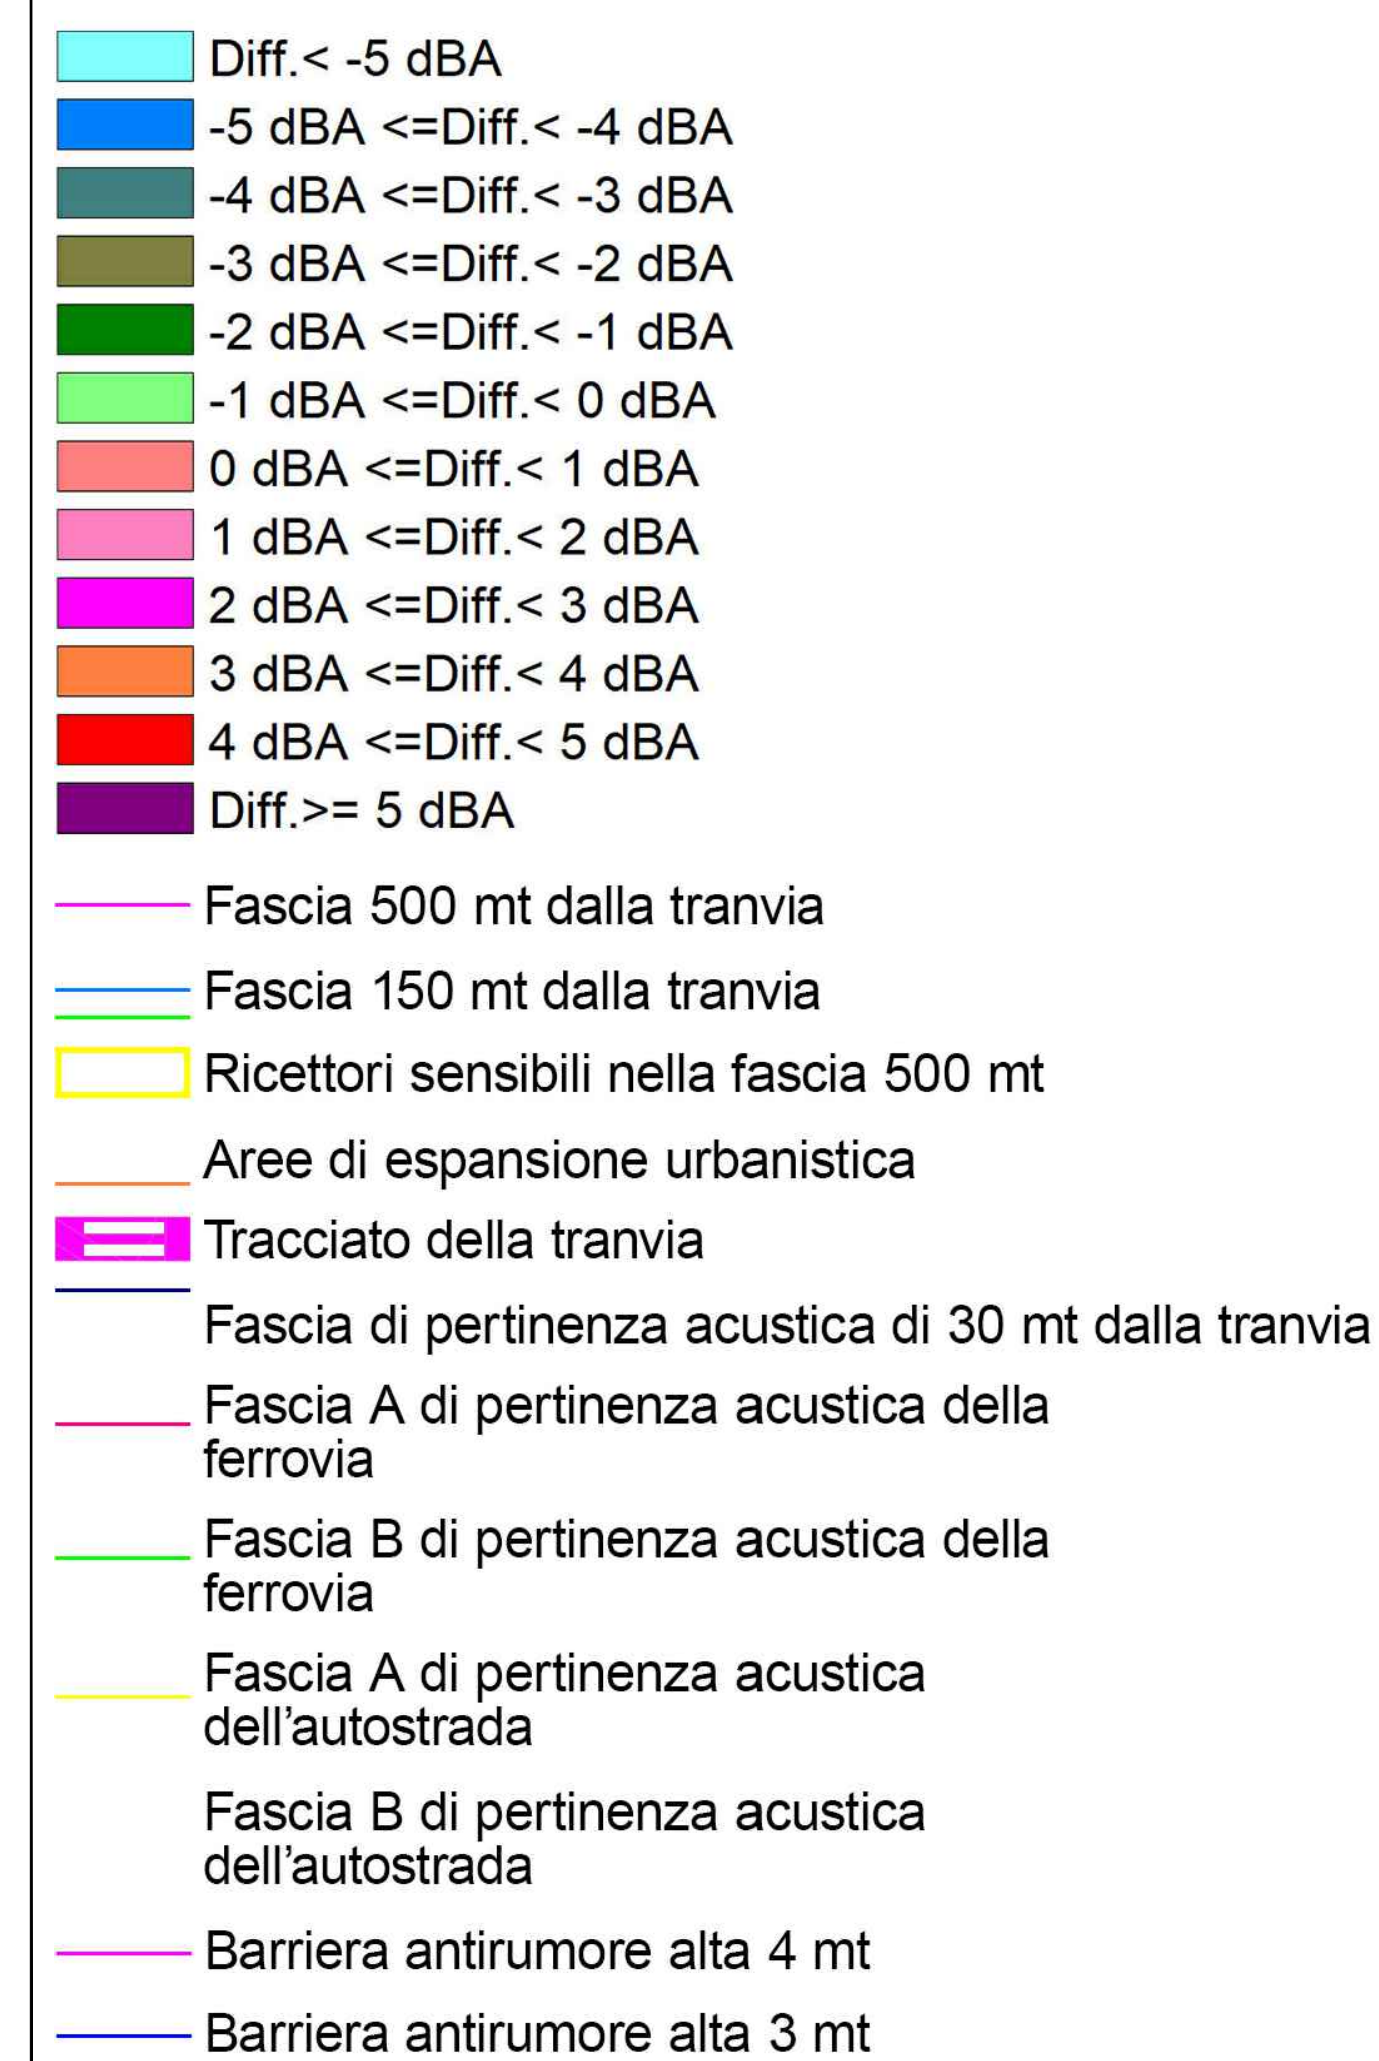 Diff.< -5 dBA
-5 dBA <=Diff.< -4 dBA
-4 dBA <=Diff.< -3 dBA
-3 dBA <=Diff.< -2 dBA
-2 dBA <=Diff.< -1 dBA
-1 dBA <=Diff.< 0 dBA
0 dBA <=Diff.< 1 dBA
1 dBA <=Diff.< 2 dBA
2 dBA <=Diff.< 3 dBA
3 dBA <=Diff.< 4 dBA
4 dBA <=Diff.< 5 dBA
Diff.>= 5 dBA
Fascia 500 mt dalla tranvia
Fascia 150 mt dalla tranvia
Ricettori sensibili nella fascia 500 mt
Aree di espansione urbanistica
Tracciato della tranvia
Fascia di pertinenza acustica di 30 mt dalla tranvia
Fascia A di pertinenza acustica della
ferrovia
Fascia B di pertinenza acustica della
ferrovia
Fascia A di pertinenza acustica
dell'autostrada
Fascia B di pertinenza acustica
dell'autostrada
Barriera antirumore alta 4 mt
Barriera antirumore alta 3 mt